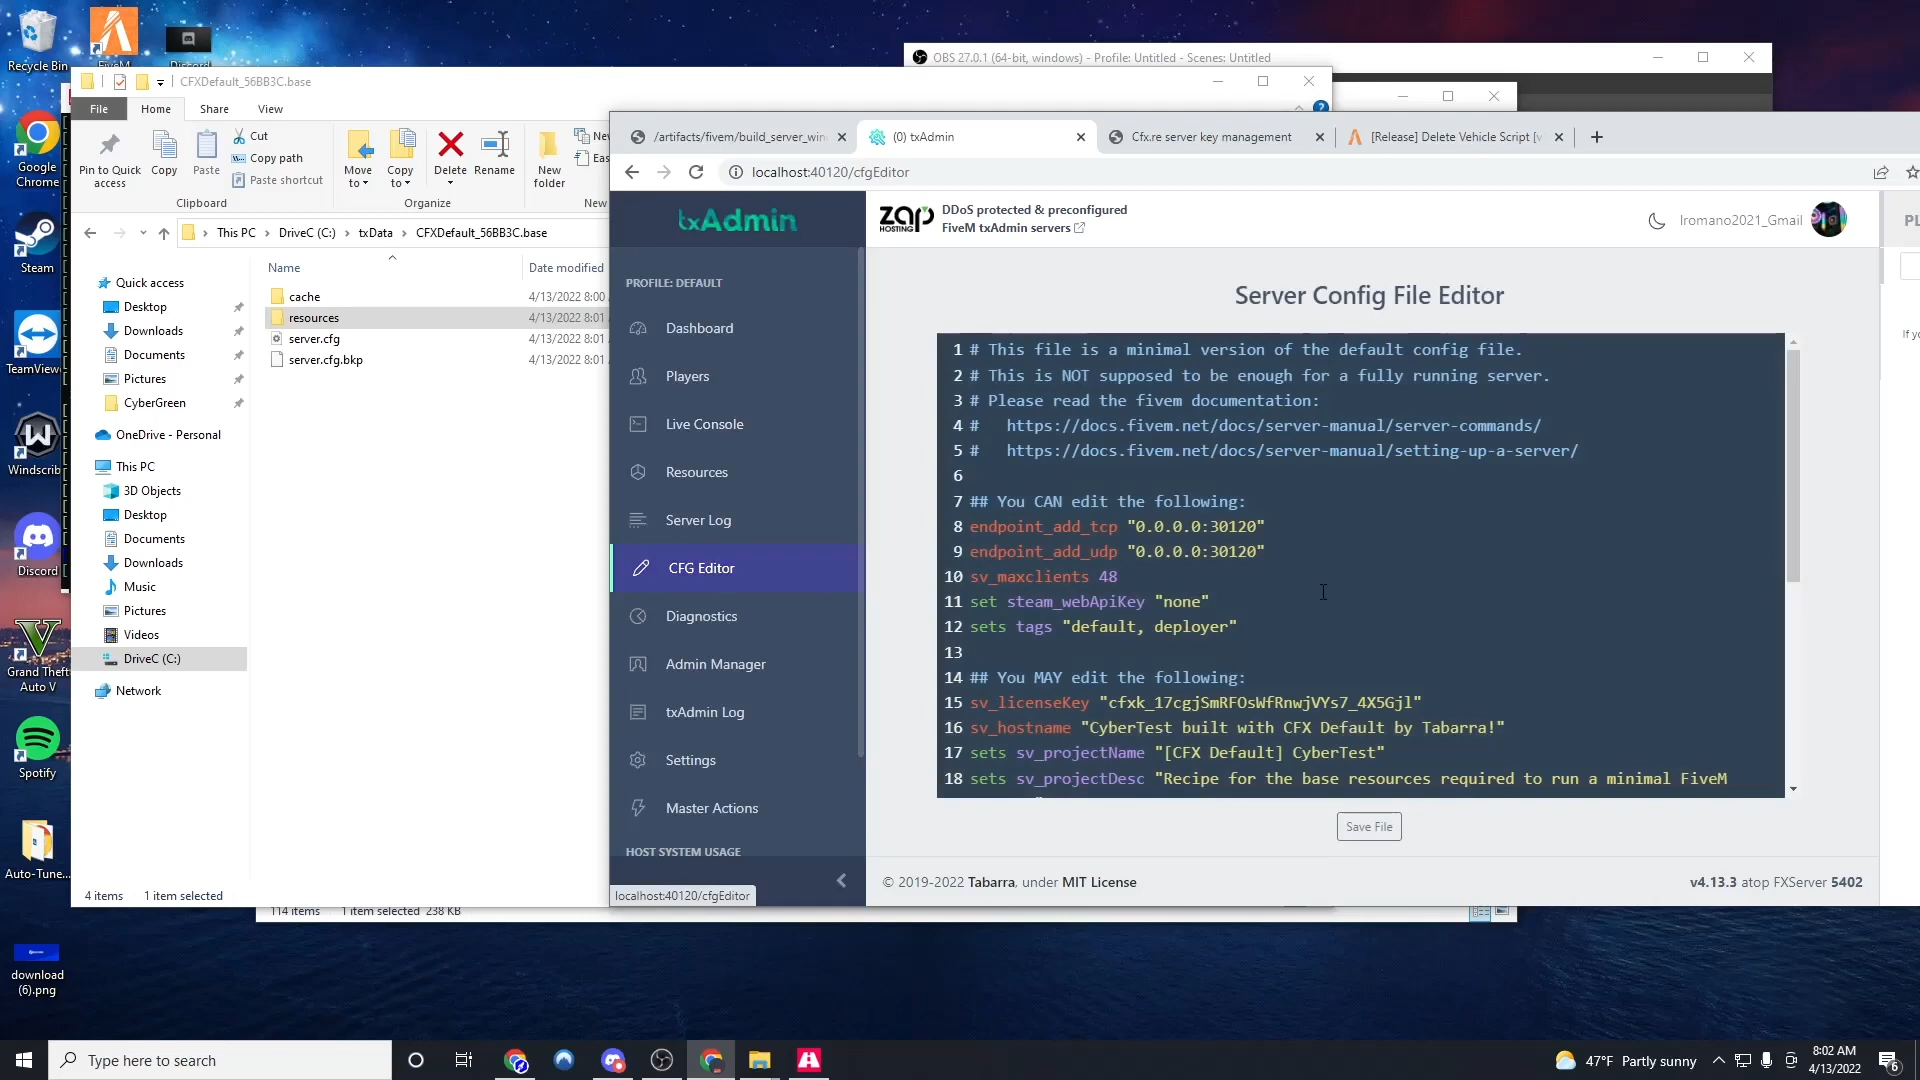 Recycle Bin
FiveM
Discord
Google Chrome
Steam
TeamView
Windscrib
Discord
Grand Theft Auto V
Spotify
Auto-Tune...
download (6).png
OBS 27.0.1 (64-bit, windows) - Profile: Untitled - Scenes: Untitled
CFXDefault_56BB3C.base
File
Home
Share
View
Pin to Quick access
Copy
Paste
Cut
Copy path
Paste shortcut
Clipboard
Move to
Copy to
Delete
Rename
Organize
New folder
New
This PC
DriveC (C:)
txData
CFXDefault_56BB3C.base
Name
Date modified
cache
4/13/2022 8:00
resources
4/13/2022 8:01
server.cfg
4/13/2022 8:01
server.cfg.bkp
4/13/2022 8:01
Quick access
Desktop
Downloads
Documents
Pictures
CyberGreen
OneDrive - Personal
This PC
3D Objects
Desktop
Documents
Downloads
Music
Pictures
Videos
DriveC (C:)
Network
4 items
1 item selected
114 items
1 item selected 238 KB
/artifacts/fivem/build_server_win
(0) txAdmin
Cfx.re server key management
[Release] Delete Vehicle Script [v
localhost:40120/cfgEditor
txAdmin
PROFILE: DEFAULT
Dashboard
Players
Live Console
Resources
Server Log
CFG Editor
Diagnostics
Admin Manager
txAdmin Log
Settings
Master Actions
HOST SYSTEM USAGE
localhost:40120/cfgEditor
ZAP HOSTING
DDoS protected & preconfigured
FiveM txAdmin servers
lromano2021_Gmail
Server Config File Editor
1 # This file is a minimal version of the default config file.
2 # This is NOT supposed to be enough for a fully running server.
3 # Please read the fivem documentation:
4 #   https://docs.fivem.net/docs/server-manual/server-commands/
5 #   https://docs.fivem.net/docs/server-manual/setting-up-a-server/
6
7 ## You CAN edit the following:
8 endpoint_add_tcp "0.0.0.0:30120"
9 endpoint_add_udp "0.0.0.0:30120"
10 sv_maxclients 48
11 set steam_webApiKey "none"
12 sets tags "default, deployer"
13
14 ## You MAY edit the following:
15 sv_licenseKey "cfxk_17cgjSmRFOsWfRnwjVYs7_4X5Gjl"
16 sv_hostname "CyberTest built with CFX Default by Tabarra!"
17 sets sv_projectName "[CFX Default] CyberTest"
18 sets sv_projectDesc "Recipe for the base resources required to run a minimal FiveM
Save File
© 2019-2022 Tabarra, under MIT License
v4.13.3 atop FXServer 5402
PL
If yo
Type here to search
47°F Partly sunny
8:02 AM
4/13/2022
6